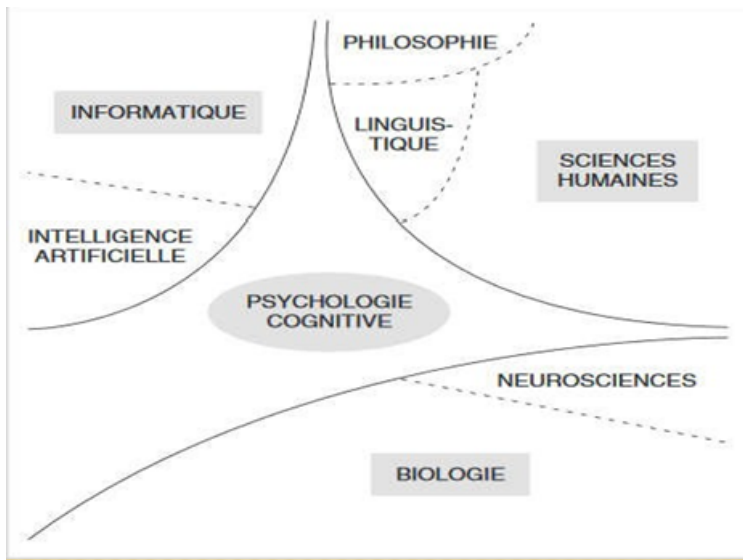 PHILOSOPHIE
INFORMATIQUE
LINGUIS-
TIQUE
SCIENCES
HUMAINES
INTELLIGENCE
ARTIFICIELLE
PSYCHOLOGIE
COGNITIVE
NEUROSCIENCES
BIOLOGIE